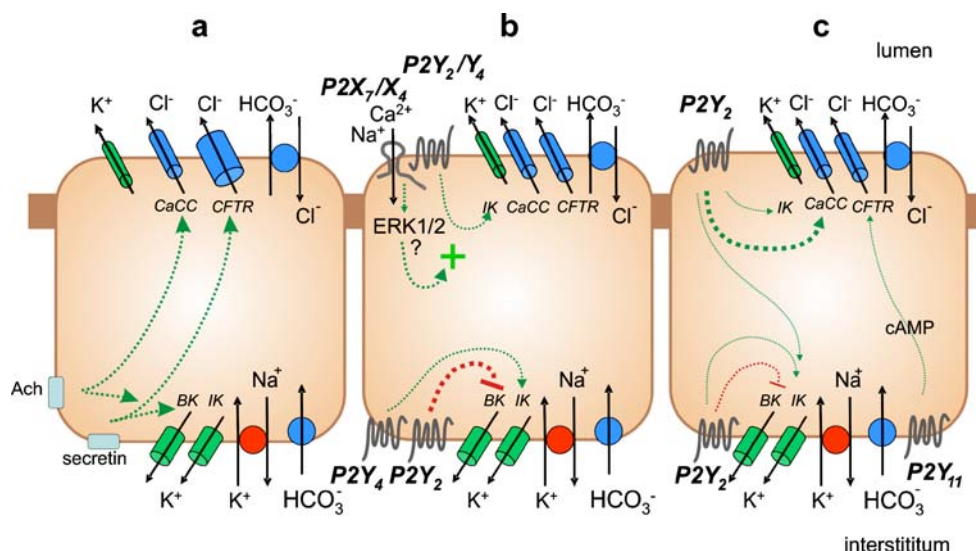 a b c
lumen
P2Y2/Y4
P2X7/X4
K+ Cl- Cl- HCO3-
CaCC CFTR
Cl-
Ach
secretin
BK IK
Na+
K+ K+
HCO3-
Ca2+
Na+
K+ Cl- Cl- HCO3-
IK CaCC CFTR
Cl-
ERK1/2
?
+
BK IK
Na+
P2Y4 P2Y2
K+ K+
HCO3-
P2Y2
K+ Cl- Cl- HCO3-
IK CaCC CFTR
Cl-
cAMP
BK IK
Na+
P2Y2
P2Y11
K+ K+
HCO3-
interstititum